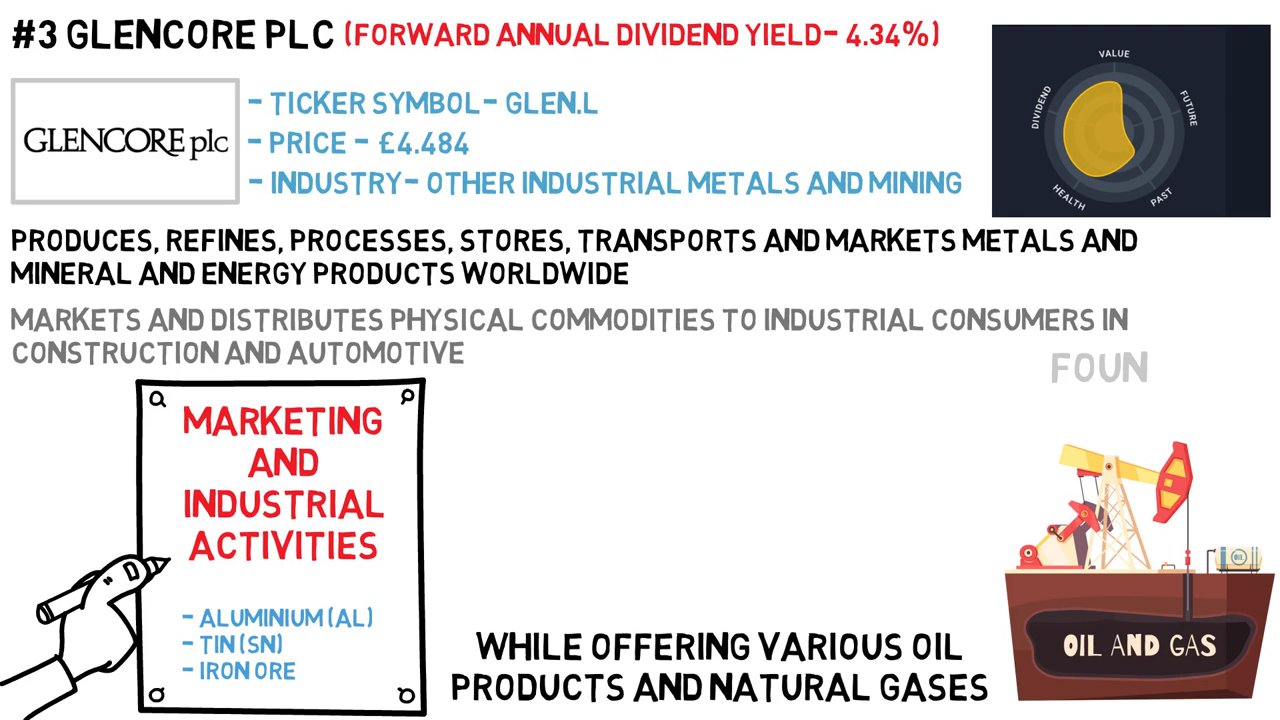 #3 GLENCORE PLC (FORWARD ANNUAL DIVIDEND YIELD- 4.34%)
GLENCORE plc
- TICKER SYMBOL- GLEN.L
- PRICE - £4.484
- INDUSTRY- OTHER INDUSTRIAL METALS AND MINING
VALUE
FUTURE
PAST
HEALTH
DIVIDEND
PRODUCES, REFINES, PROCESSES, STORES, TRANSPORTS AND MARKETS METALS AND
MINERAL AND ENERGY PRODUCTS WORLDWIDE
MARKETS AND DISTRIBUTES PHYSICAL COMMODITIES TO INDUSTRIAL CONSUMERS IN
CONSTRUCTION AND AUTOMOTIVE
FOUN
MARKETING
AND
INDUSTRIAL
ACTIVITIES
- ALUMINIUM (AL)
- TIN (SN)
- IRON ORE
WHILE OFFERING VARIOUS OIL
PRODUCTS AND NATURAL GASES
OIL
OIL AND GAS